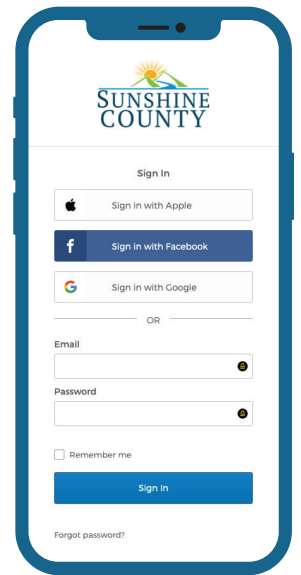 SUNSHINE
COUNTY
Sign In
Sign in with Apple
Sign in with Facebook
Sign in with Google
OR
Email
Password
Remember me
Sign In
Forgot password?